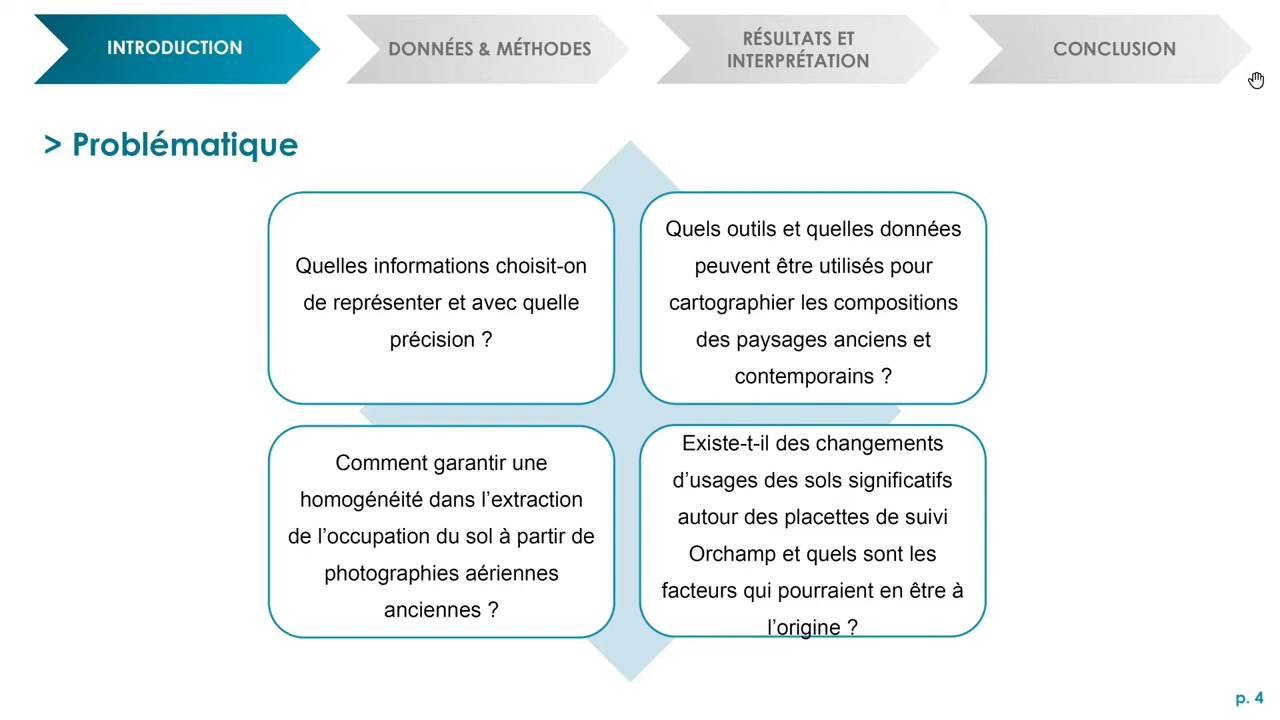 INTRODUCTION
DONNÉES & MÉTHODES
RÉSULTATS ET
INTERPRÉTATION
CONCLUSION
> Problématique
Quelles informations choisit-on
de représenter et avec quelle
précision ?
Quels outils et quelles données
peuvent être utilisés pour
cartographier les compositions
des paysages anciens et
contemporains ?
Comment garantir une
homogénéité dans l’extraction
de l’occupation du sol à partir de
photographies aériennes
anciennes ?
Existe-t-il des changements
d’usages des sols significatifs
autour des placettes de suivi
Orchamp et quels sont les
facteurs qui pourraient en être à
l’origine ?
p. 4